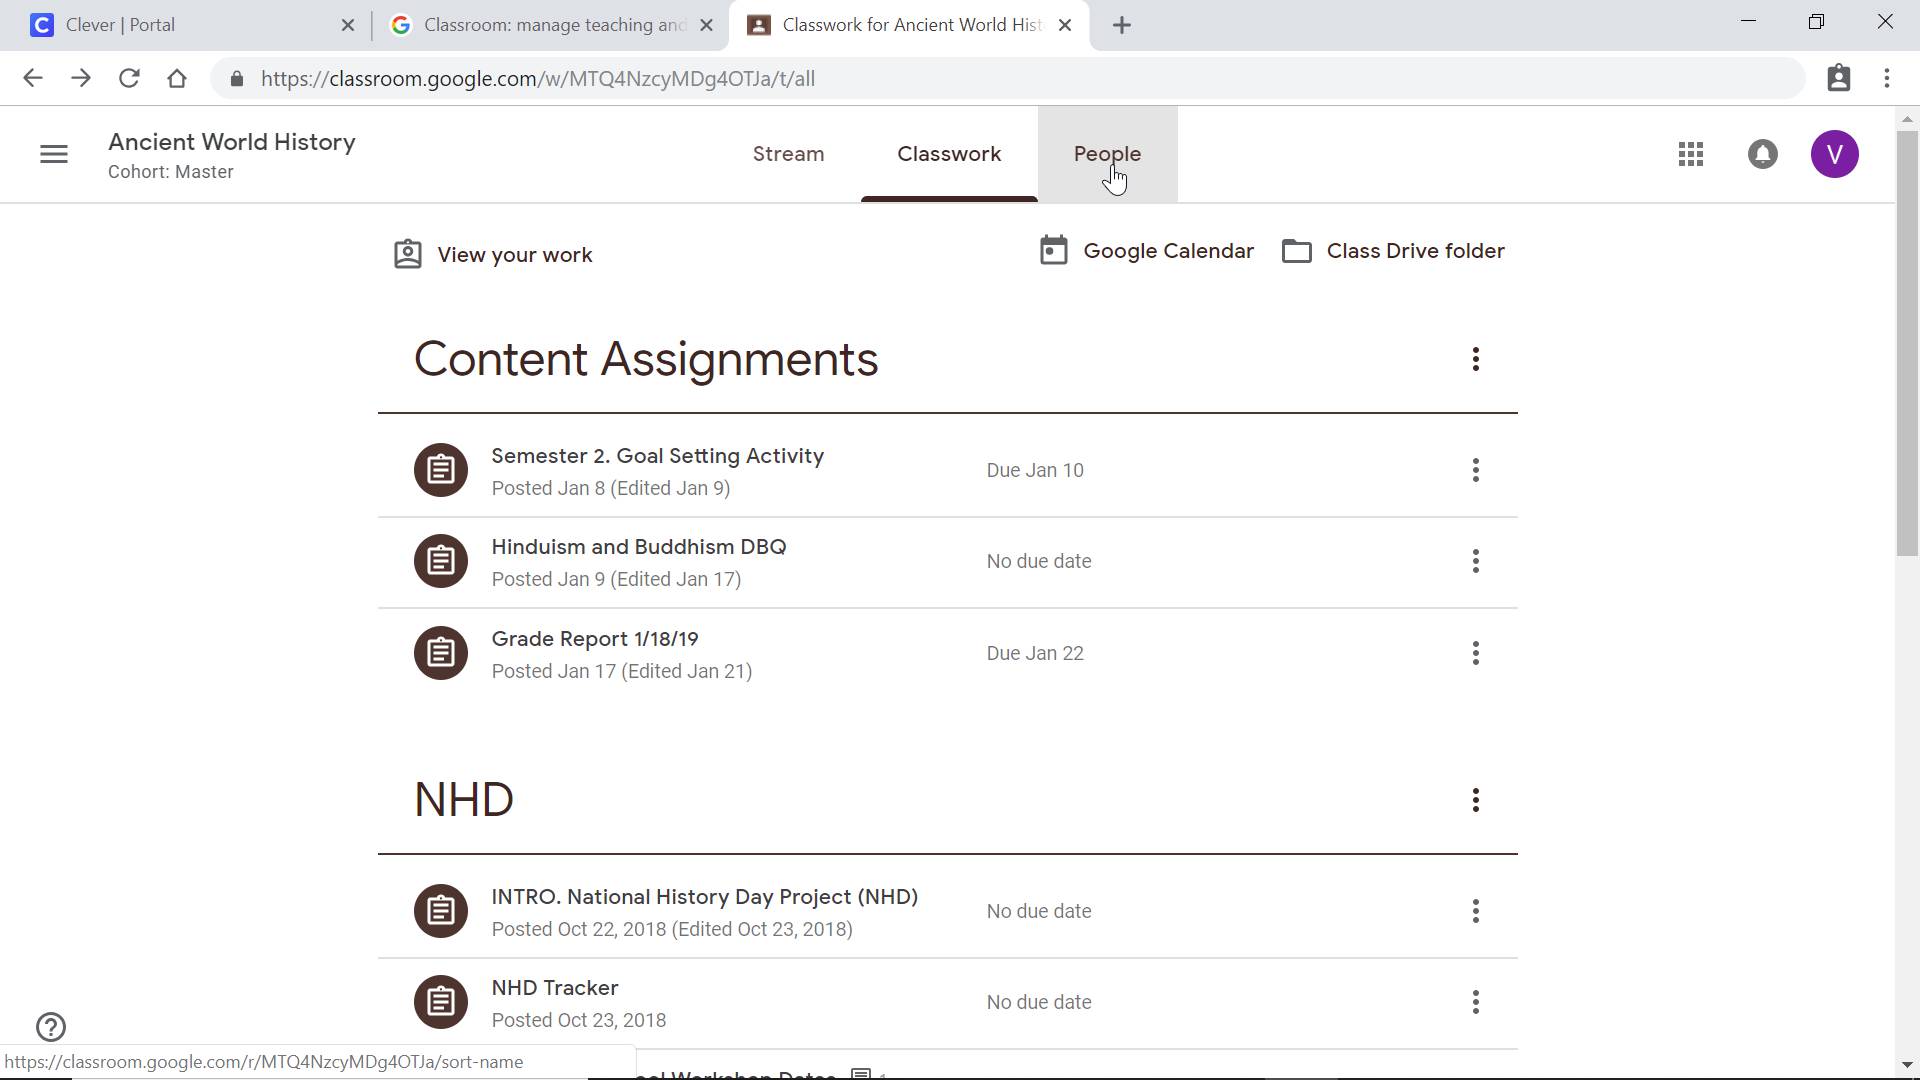 Clever | Portal
Classroom: manage teaching and
Classwork for Ancient World Hist
https://classroom.google.com/w/MTQ4NzcyMDg4OTJa/t/all
Ancient World History
Cohort: Master
Stream
Classwork
People
V
View your work
Google Calendar
Class Drive folder
Content Assignments
Semester 2. Goal Setting Activity
Posted Jan 8 (Edited Jan 9)
Due Jan 10
Hinduism and Buddhism DBQ
Posted Jan 9 (Edited Jan 17)
No due date
Grade Report 1/18/19
Posted Jan 17 (Edited Jan 21)
Due Jan 22
NHD
INTRO. National History Day Project (NHD)
Posted Oct 22, 2018 (Edited Oct 23, 2018)
No due date
NHD Tracker
Posted Oct 23, 2018
No due date
https://classroom.google.com/r/MTQ4NzcyMDg4OTJa/sort-name
Workshop Dates